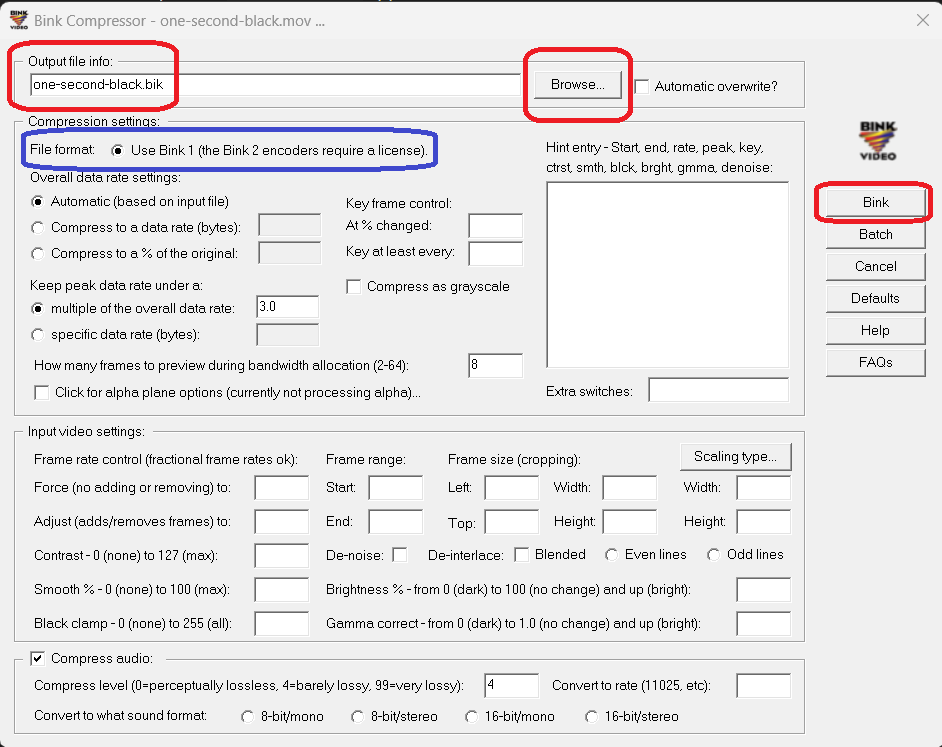 BINK
VIDEO
Bink Compressor - one-second-black.mov ...
Output file info:
one-second-black.bik
Browse...
Automatic overwrite?
Compression settings:
File format: Use Bink 1 (the Bink 2 encoders require a license).
Overall data rate settings:
Automatic (based on input file)
Compress to a data rate (bytes):
Compress to a % of the original:
Keep peak data rate under a:
multiple of the overall data rate: 3.0
specific data rate (bytes):
Key frame control:
At % changed:
Key at least every:
Compress as grayscale
How many frames to preview during bandwidth allocation (2-64): 8
Click for alpha plane options (currently not processing alpha)...
Hint entry - Start, end, rate, peak, key,
ctrst, smth, blck, brght, gmma, denoise:
Extra switches:
BINK
VIDEO
Bink
Batch
Cancel
Defaults
Help
FAQs
Input video settings:
Frame rate control (fractional frame rates ok): Frame range: Frame size (cropping): Scaling type...
Force (no adding or removing) to: Start: Left: Width: Width:
Adjust (adds/removes frames) to: End: Top: Height: Height:
Contrast - 0 (none) to 127 (max): De-noise: De-interlace: Blended Even lines Odd lines
Smooth % - 0 (none) to 100 (max): Brightness % - from 0 (dark) to 100 (no change) and up (bright):
Black clamp - 0 (none) to 255 (all): Gamma correct - from 0 (dark) to 1.0 (no change) and up (bright):
Compress audio:
Compress level (0=perceptually lossless, 4=barely lossy, 99=very lossy): 4 Convert to rate (11025, etc):
Convert to what sound format: 8-bit/mono 8-bit/stereo 16-bit/mono 16-bit/stereo